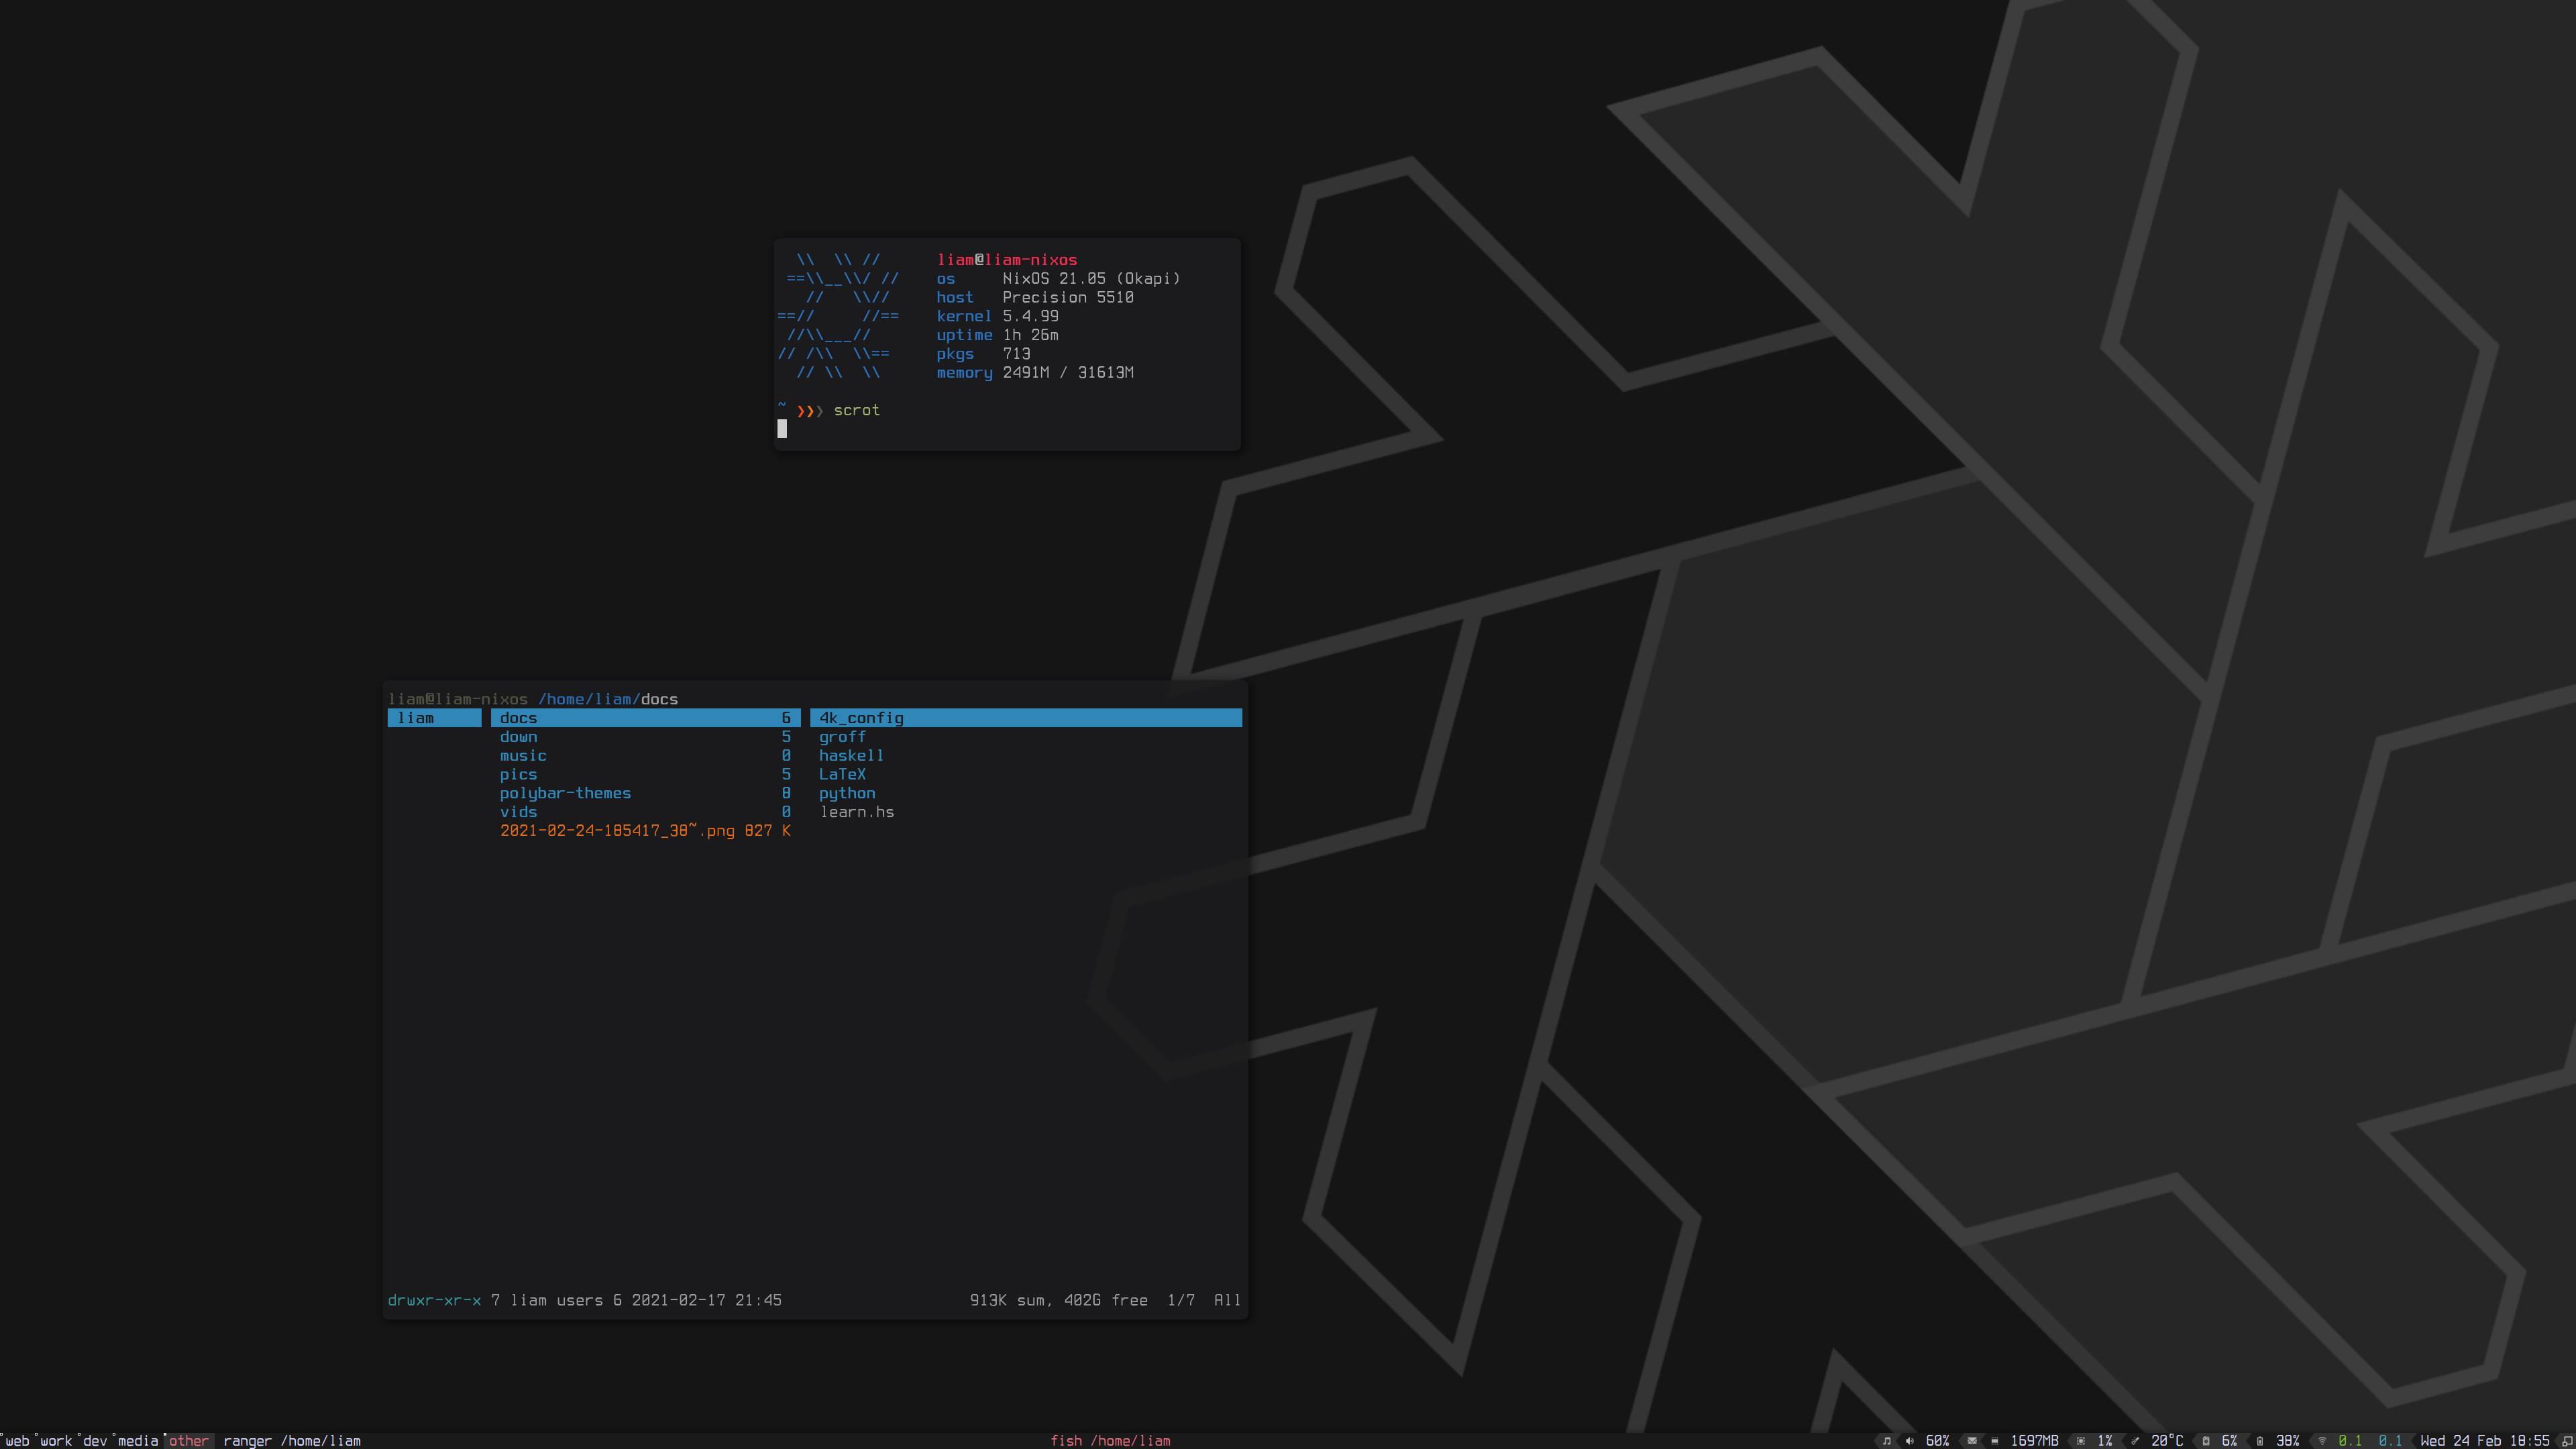 liam@liam-nixos
os NixOS 21.05 (Okapi)
host Precision 5510
kernel 5.4.99
uptime 1h 26m
pkgs 713
memory 2491M / 31613M
~ ❯❯❯ scrot
liam@liam-nixos /home/liam/docs
liam docs 6 4k_config
down 5 groff
music 0 haskell
pics 5 LaTeX
polybar-themes 8 python
vids 0 learn.hs
2021-02-24-185417_38~.png 827 K
drwxr-xr-x 7 liam users 6 2021-02-17 21:45 913K sum, 402G free 1/7 All
web work dev media other ranger /home/liam fish /home/liam 60% 1697MB 1% 20°C 6% 38% 0.1 0.1 Wed 24 Feb 18:55